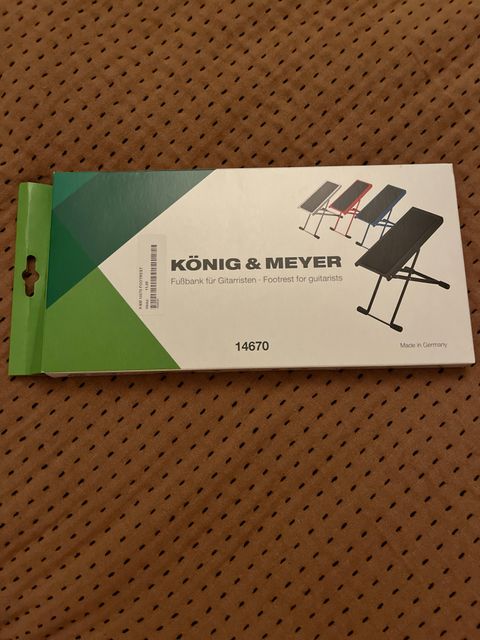 KÖNIG & MEYER
Fußbank für Gitarristen - Footrest for guitarists
14670
Made in Germany